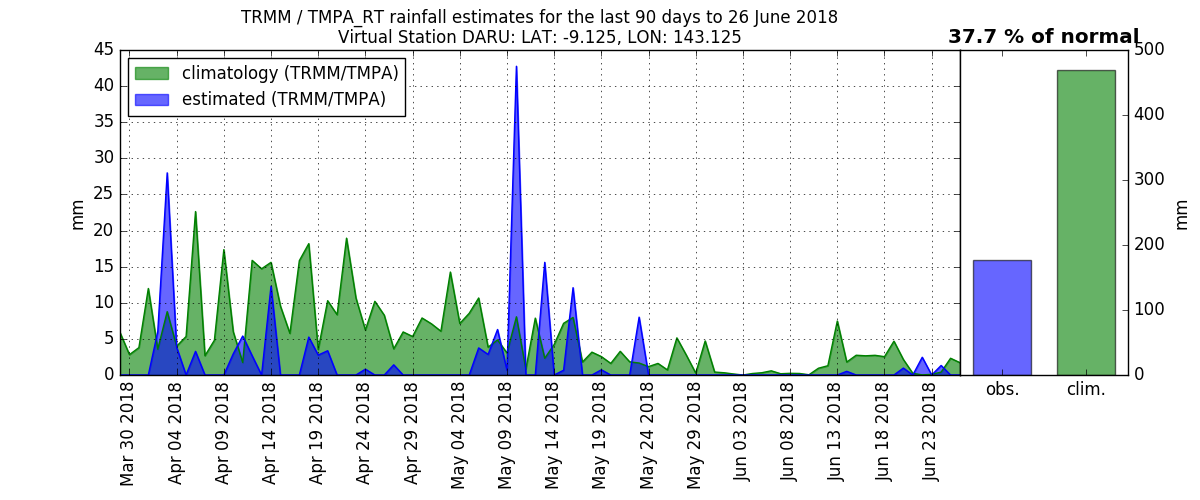 TRMM / TMPA_RT rainfall estimates for the last 90 days to 26 June 2018
Virtual Station DARU: LAT: -9.125, LON: 143.125
37.7 % of normal
climatology (TRMM/TMPA)
estimated (TRMM/TMPA)
45
40
35
30
25
20
15
10
5
0
mm
Mar 30 2018
Apr 04 2018
Apr 09 2018
Apr 14 2018
Apr 19 2018
Apr 24 2018
Apr 29 2018
May 04 2018
May 09 2018
May 14 2018
May 19 2018
May 24 2018
May 29 2018
Jun 03 2018
Jun 08 2018
Jun 13 2018
Jun 18 2018
Jun 23 2018
500
400
300
200
100
0
mm
obs.
clim.